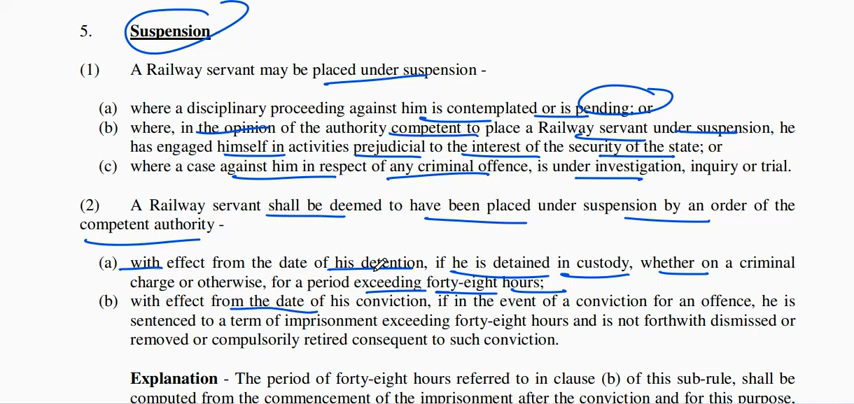 5. Suspension
(1) A Railway servant may be placed under suspension -
(a) where a disciplinary proceeding against him is contemplated or is pending; or
(b) where, in the opinion of the authority competent to place a Railway servant under suspension, he
has engaged himself in activities prejudicial to the interest of the security of the state; or
(c) where a case against him in respect of any criminal offence, is under investigation, inquiry or trial.
(2) A Railway servant shall be deemed to have been placed under suspension by an order of the
competent authority -
(a) with effect from the date of his detention, if he is detained in custody, whether on a criminal
charge or otherwise, for a period exceeding forty-eight hours;
(b) with effect from the date of his conviction, if in the event of a conviction for an offence, he is
sentenced to a term of imprisonment exceeding forty-eight hours and is not forthwith dismissed or
removed or compulsorily retired consequent to such conviction.
Explanation - The period of forty-eight hours referred to in clause (b) of this sub-rule, shall be
computed from the commencement of the imprisonment after the conviction and for this purpose,